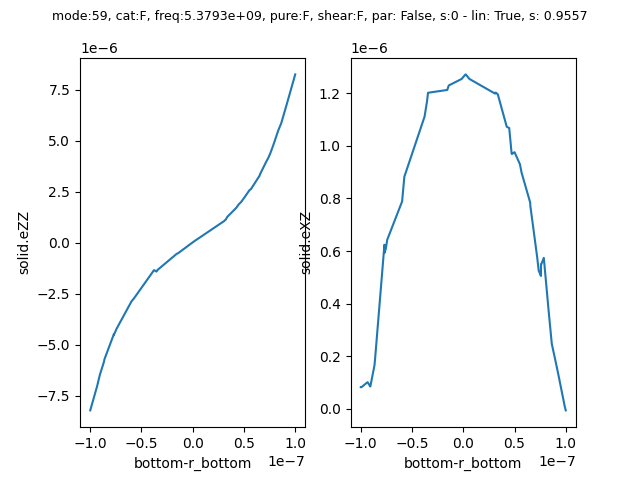 mode:59, cat:F, freq:5.3793e+09, pure:F, shear:F, par: False, s:0 - lin: True, s: 0.9557
1e−6
7.5
5.0
2.5
0.0
−2.5
−5.0
−7.5
solid.eZZ
−1.0 −0.5 0.0 0.5 1.0
bottom-r_bottom 1e−7
1e−6
1.2
1.0
0.8
0.6
0.4
0.2
0.0
solid.eXZ
−1.0 −0.5 0.0 0.5 1.0
bottom-r_bottom 1e−7